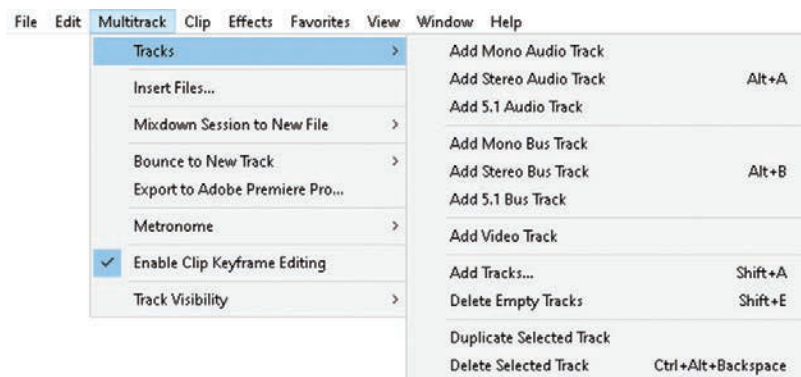 File Edit Multitrack Clip Effects Favorites View Window Help
Tracks >
Insert Files...
Mixdown Session to New File >
Bounce to New Track >
Export to Adobe Premiere Pro...
Metronome >
Enable Clip Keyframe Editing
Track Visibility >
Add Mono Audio Track
Add Stereo Audio Track Alt+A
Add 5.1 Audio Track
Add Mono Bus Track
Add Stereo Bus Track Alt+B
Add 5.1 Bus Track
Add Video Track
Add Tracks... Shift+A
Delete Empty Tracks Shift+E
Duplicate Selected Track
Delete Selected Track Ctrl+Alt+Backspace